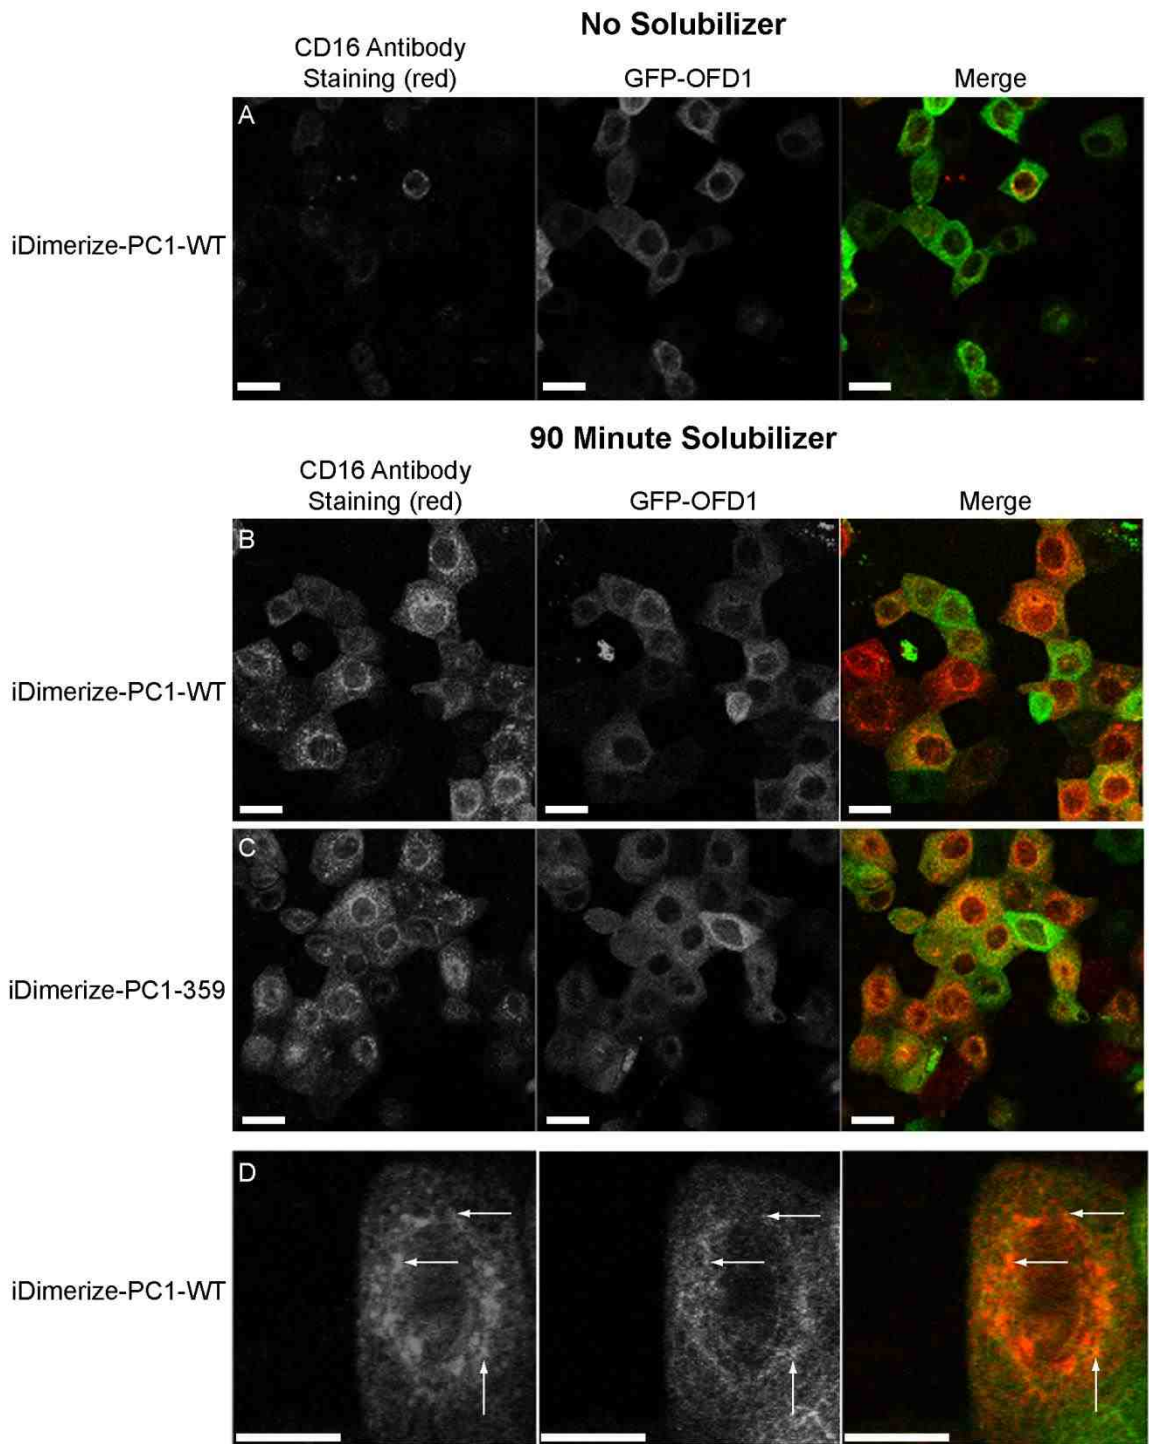 No Solubilizer
CD16 Antibody
Staining (red)
GFP-OFD1
Merge
A
iDimerize-PC1-WT
90 Minute Solubilizer
CD16 Antibody
Staining (red)
GFP-OFD1
Merge
B
iDimerize-PC1-WT
C
iDimerize-PC1-359
D
iDimerize-PC1-WT